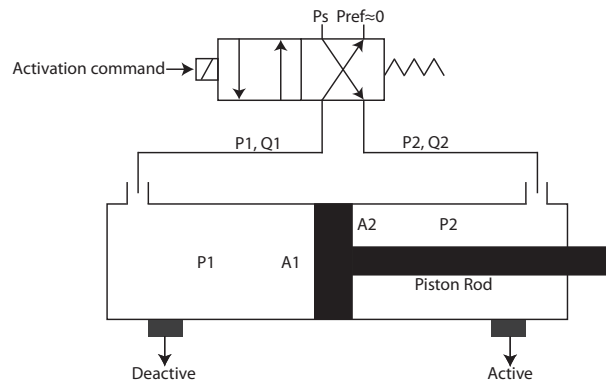 Ps Pref≈0
Activation command
P1, Q1
P2, Q2
A2
P2
P1
A1
Piston Rod
Deactive
Active